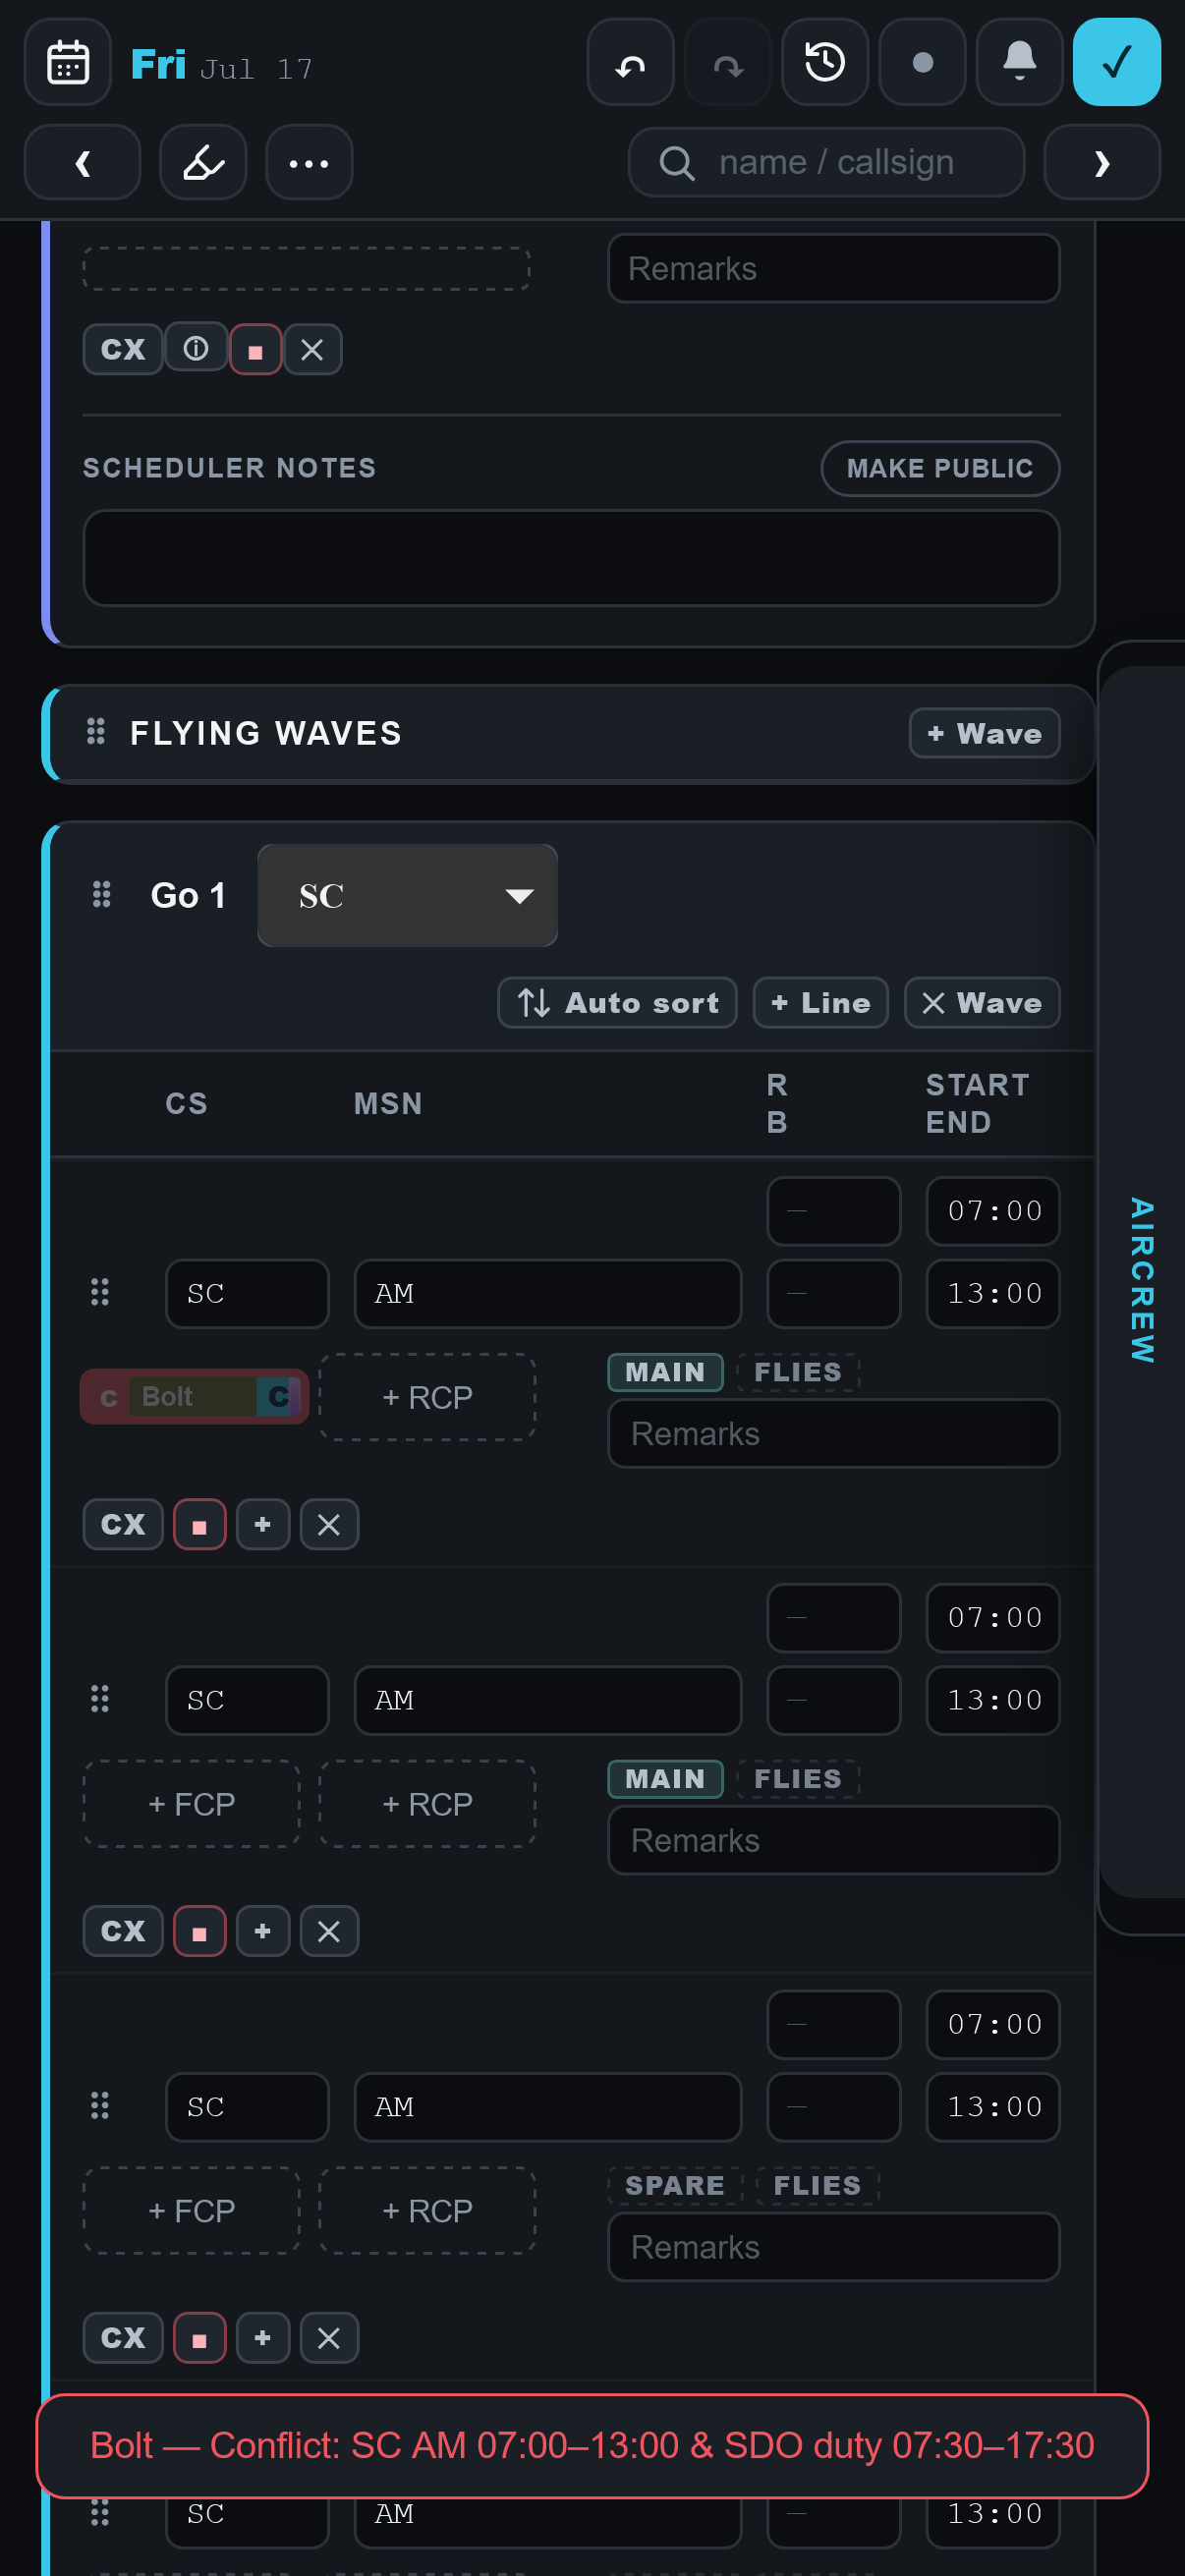 Fri Jul 17
name / callsign
Remarks
CX
SCHEDULER NOTES
MAKE PUBLIC
FLYING WAVES
+ Wave
Go 1
SC
Auto sort
+ Line
× Wave
CS
MSN
R
B
START
END
—
07:00
SC
AM
—
13:00
C
Bolt
C
+ RCP
MAIN
FLIES
Remarks
CX
+
—
07:00
SC
AM
—
13:00
+ FCP
+ RCP
MAIN
FLIES
Remarks
CX
+
—
07:00
SC
AM
—
13:00
+ FCP
+ RCP
SPARE
FLIES
Remarks
CX
+
Bolt — Conflict: SC AM 07:00–13:00 & SDO duty 07:30–17:30
SC
AM
—
13:00
AIRCREW